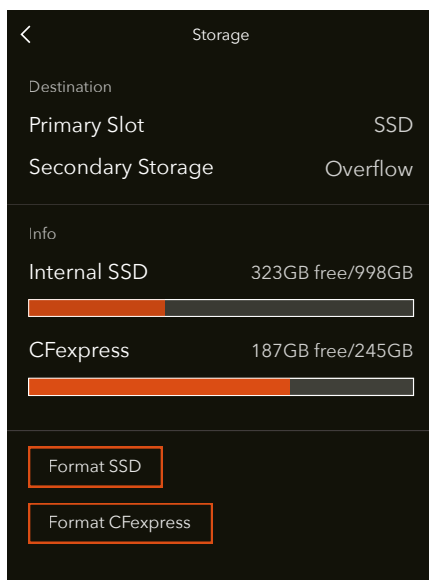 Storage
Destination
Primary Slot SSD
Secondary Storage Overflow
Info
Internal SSD 323GB free/998GB
CFexpress 187GB free/245GB
Format SSD
Format CFexpress